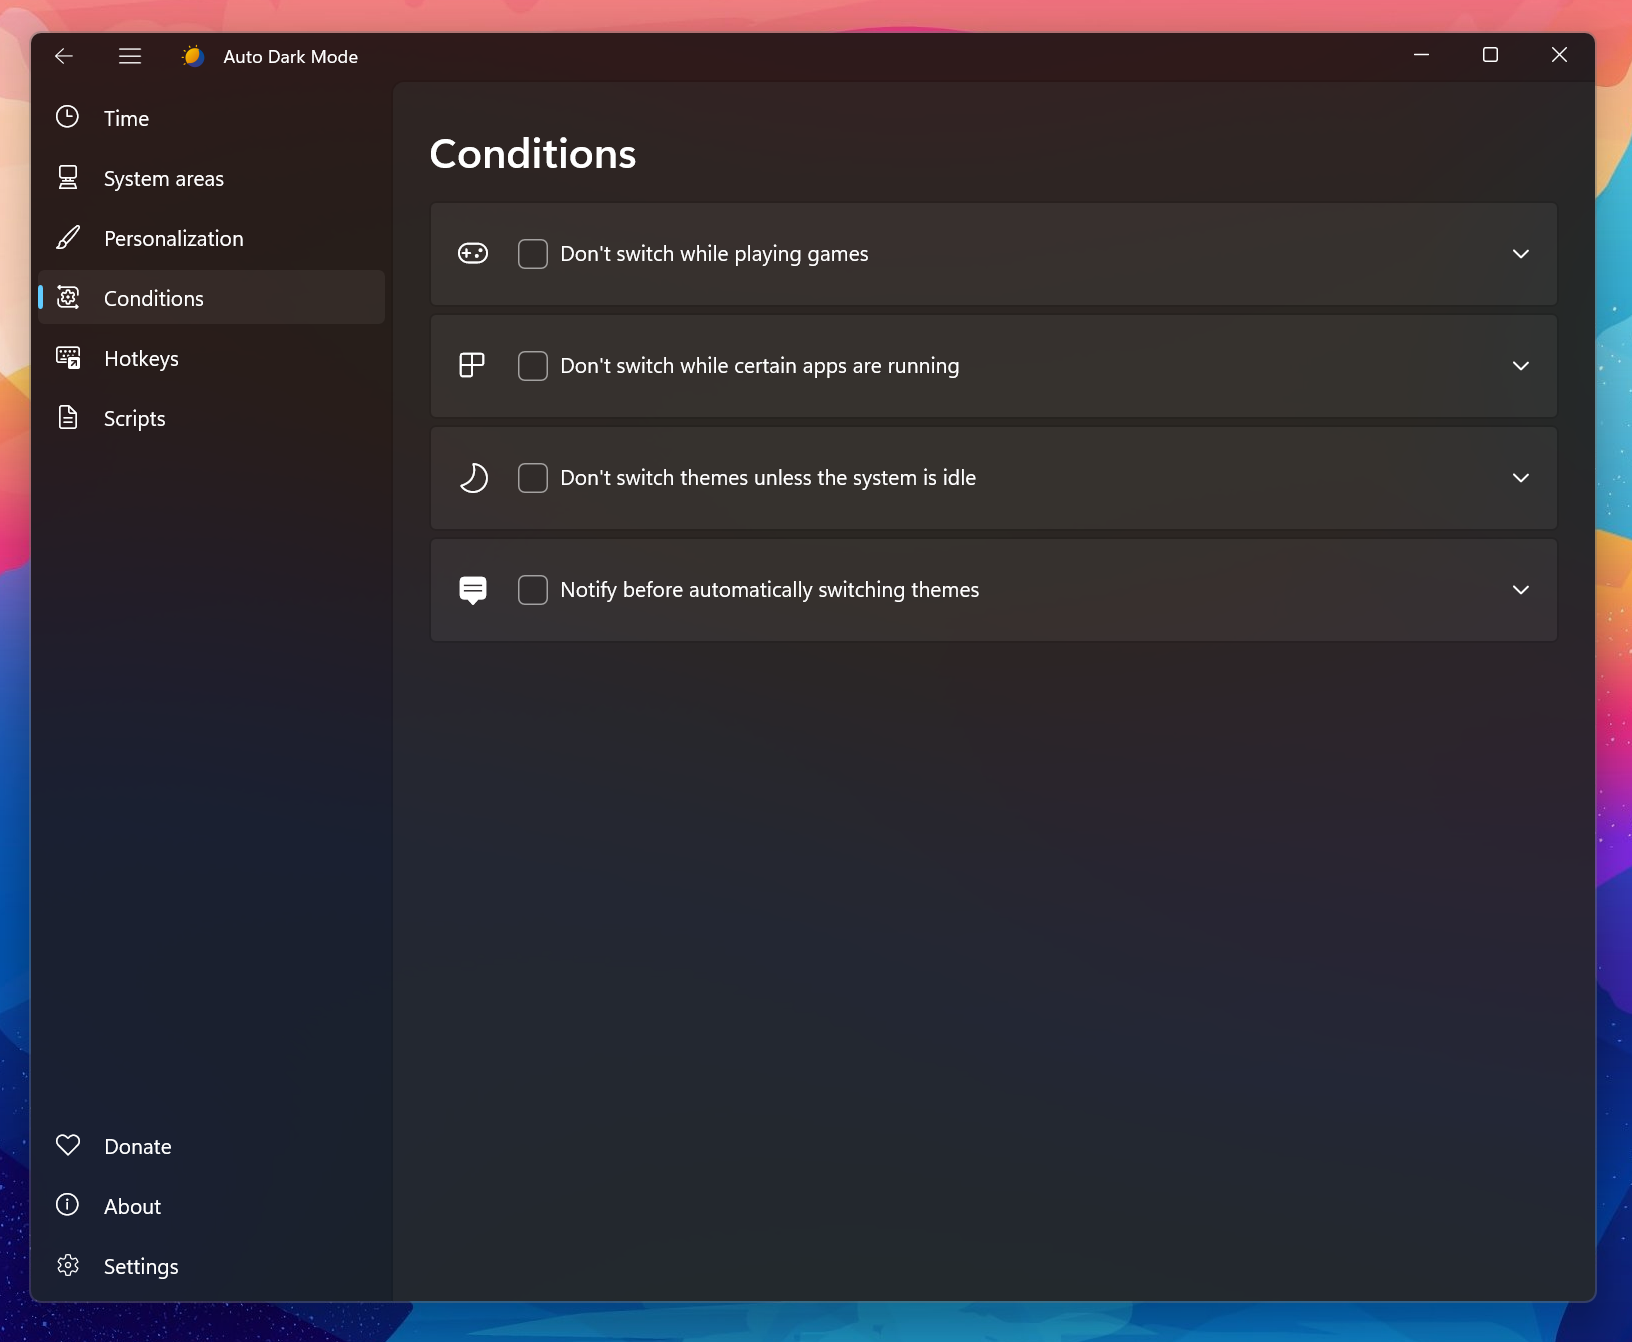 Auto Dark Mode
Time
System areas
Personalization
Conditions
Hotkeys
Scripts
Donate
About
Settings
Conditions
Don't switch while playing games
Don't switch while certain apps are running
Don't switch themes unless the system is idle
Notify before automatically switching themes